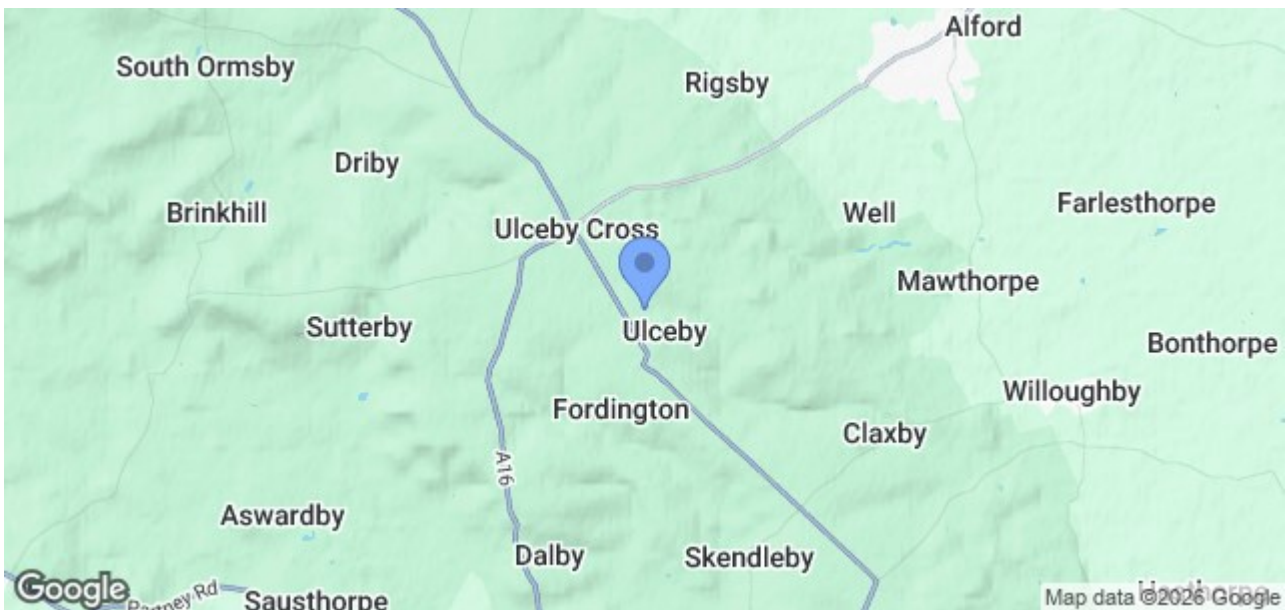 Alford
South Ormsby
Rigsby
Driby
Brinkhill
Well
Farlesthorpe
Ulceby Cross
Mawthorpe
Sutterby
Ulceby
Bonthorpe
Willoughby
Fordington
Claxby
A16
Aswardby
Dalby
Skendleby
Google
Partney Rd
Sausthorpe
Map data ©2026 Google